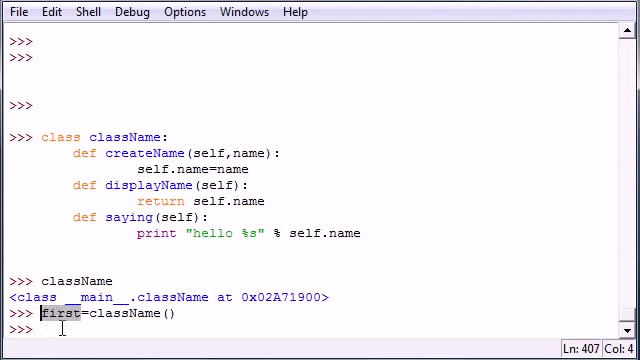 File Edit Shell Debug Options Windows Help
>>>
>>>
>>>
>>> class className:
        def createName(self,name):
                self.name=name
        def displayName(self):
                return self.name
        def saying(self):
                print "hello %s" % self.name
>>> className
<class __main__.className at 0x02A71900>
>>> first=className()
>>>
Ln: 407 Col: 4